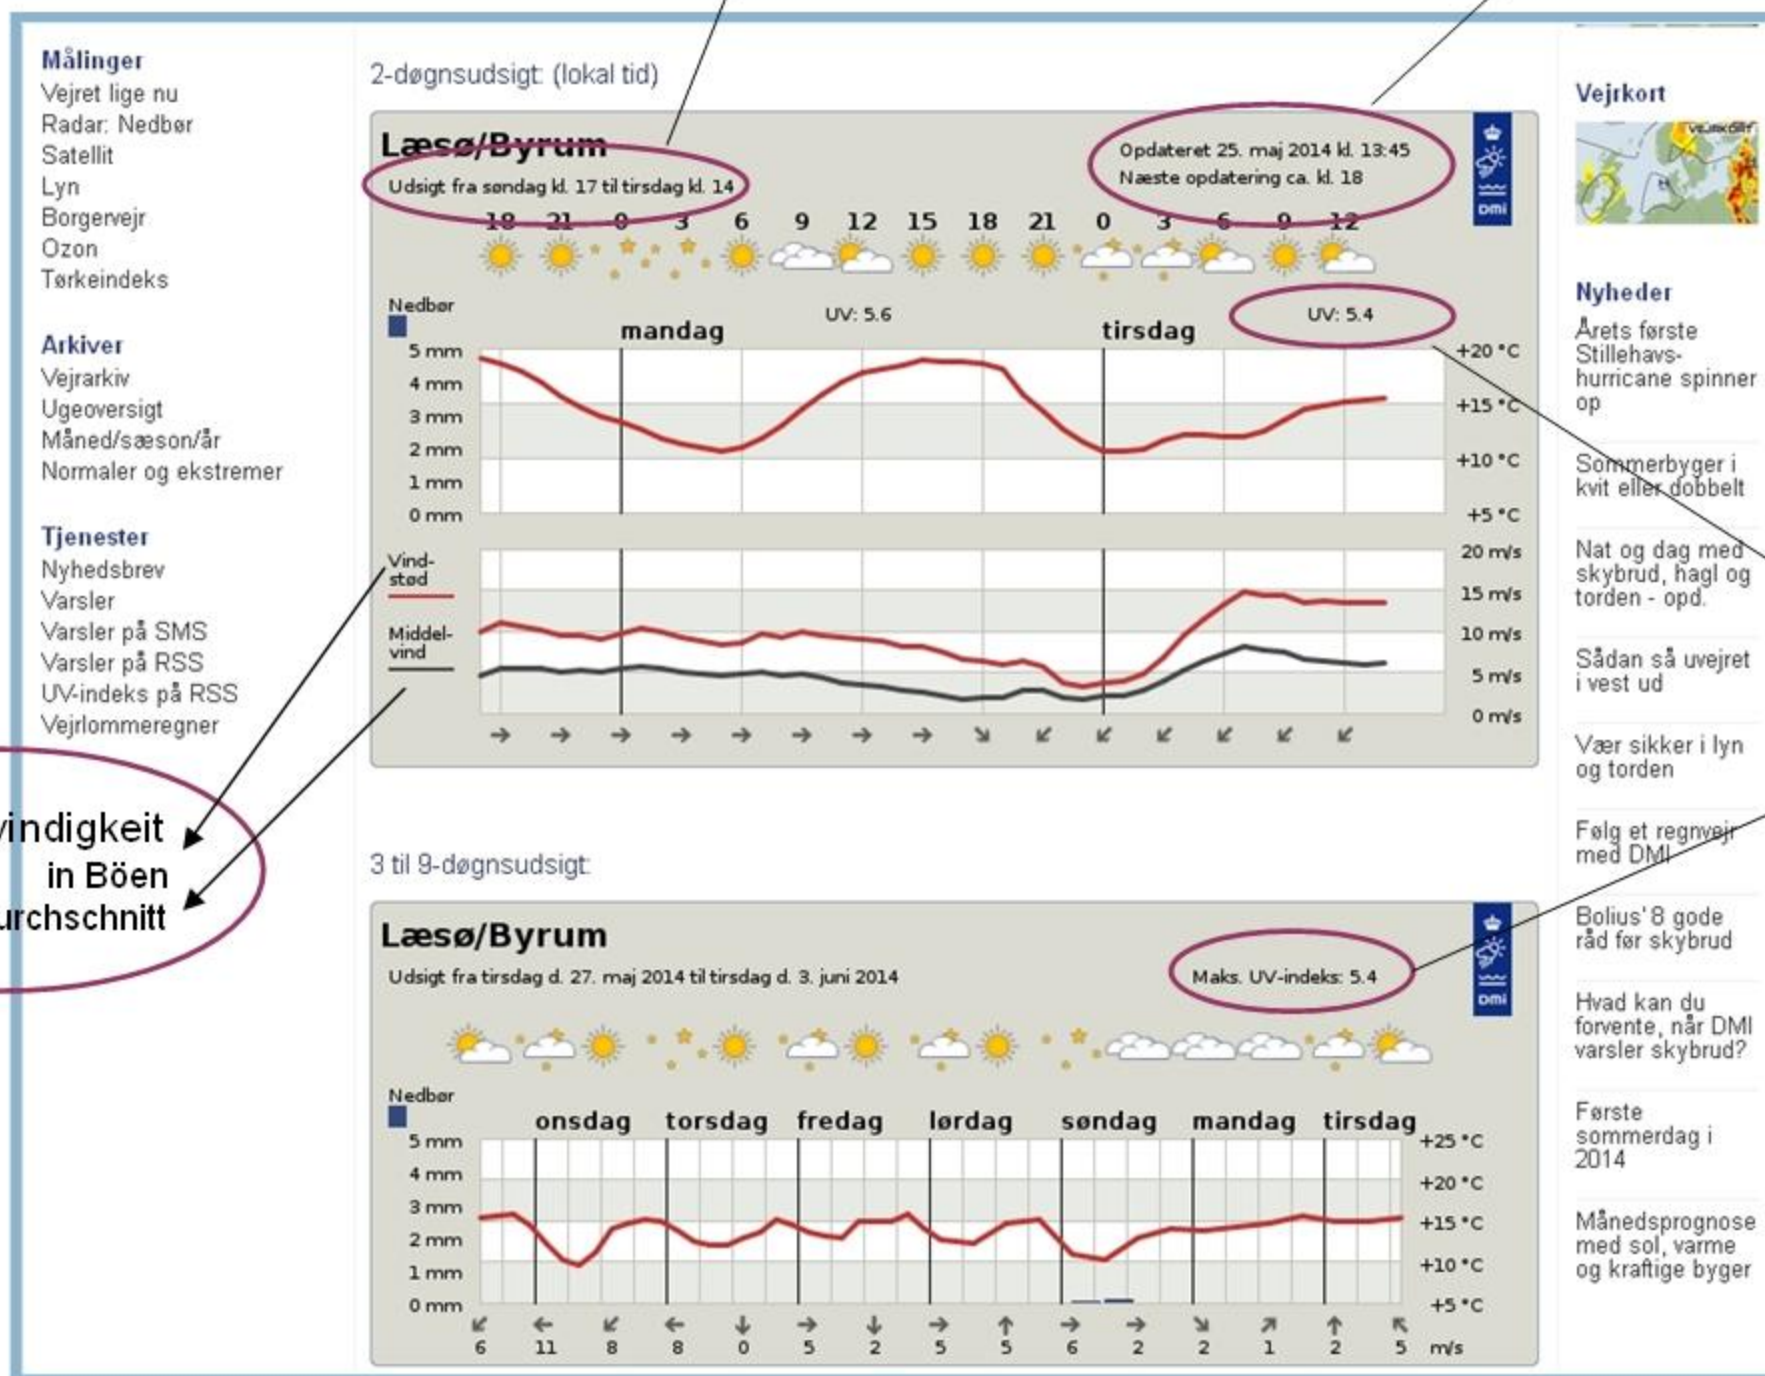 Målinger
Vejret lige nu
Radar: Nedbør
Satellit
Lyn
Borgervejr
Ozon
Tørkeindeks
Arkiver
Vejrarkiv
Ugeoversigt
Måned/sæson/år
Normaler og ekstremer
Tjenester
Nyhedsbrev
Varsler
Varsler på SMS
Varsler på RSS
UV-indeks på RSS
Vejrlommeregner
vindigkeit
in Böen
urchschnitt
2-døgnsudsigt: (lokal tid)
Læsø/Byrum
Udsigt fra søndag kl. 17 til tirsdag kl. 14
Opdateret 25. maj 2014 kl. 13:45
Næste opdatering ca. kl. 18
DMI
18 21 0 3 6 9 12 15 18 21 0 3 6 9 12
Nedbør
UV: 5.6
UV: 5.4
mandag tirsdag
5 mm
4 mm
3 mm
2 mm
1 mm
0 mm
+20 °C
+15 °C
+10 °C
+5 °C
Vind-
stød
Middel-
vind
20 m/s
15 m/s
10 m/s
5 m/s
0 m/s
3 til 9-døgnsudsigt:
Læsø/Byrum
Udsigt fra tirsdag d. 27. maj 2014 til tirsdag d. 3. juni 2014
Maks. UV-indeks: 5.4
DMI
Nedbør
onsdag torsdag fredag lørdag søndag mandag tirsdag
5 mm
4 mm
3 mm
2 mm
1 mm
0 mm
+25 °C
+20 °C
+15 °C
+10 °C
+5 °C
6 11 8 8 0 5 2 5 5 6 2 2 1 2 5 m/s
Vejrkort
VEJRKORT
Nyheder
Årets første
Stillehavs-
hurricane spinner
op
Sommerbyger i
kvit eller dobbelt
Nat og dag med
skybrud, hagl og
torden - opd.
Sådan så uvejret
i vest ud
Vær sikker i lyn
og torden
Følg et regnvejr
med DMI
Bolius' 8 gode
råd før skybrud
Hvad kan du
forvente, når DMI
varsler skybrud?
Første
sommerdag i
2014
Månedsprognose
med sol, varme
og kraftige byger